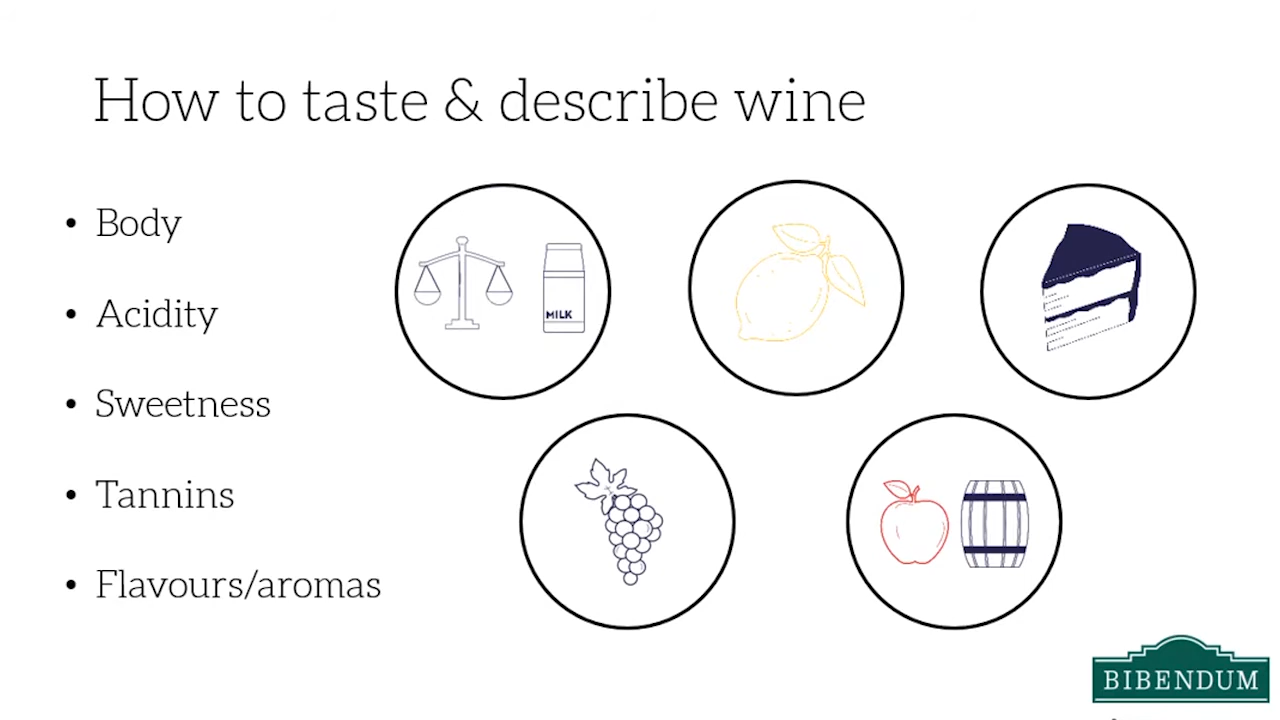 How to taste & describe wine
• Body
• Acidity
• Sweetness
• Tannins
• Flavours/aromas
MILK
BIBENDUM